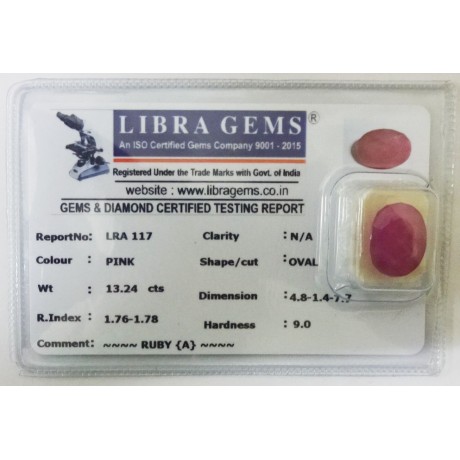 LIBRA GEMS ®
An ISO Certified Gems Company 9001 - 2015
Registered Under the Trade Marks with Govt. of India
website : www.libragems.co.in
GEMS & DIAMOND CERTIFIED TESTING REPORT
ReportNo: LRA 117 Clarity : N/A
Colour : PINK Shape/cut : OVAL
Wt : 13.24 cts Dimension : 4.8-1.4-7.7
R.Index : 1.76-1.78 Hardness : 9.0
Comment: ~~~~ RUBY {A} ~~~~